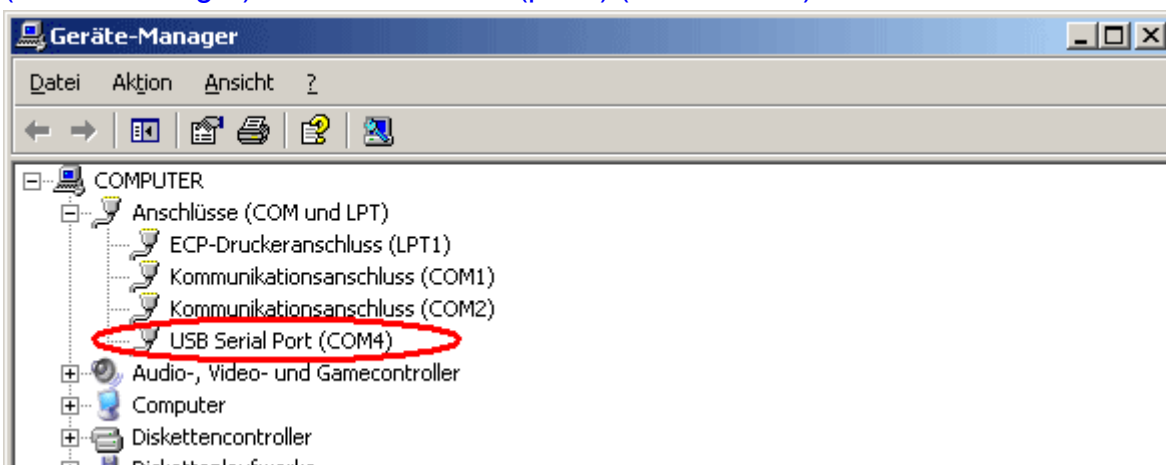 Geräte-Manager
Datei Aktion Ansicht ?
COMPUTER
Anschlüsse (COM und LPT)
ECP-Druckeranschluss (LPT1)
Kommunikationsanschluss (COM1)
Kommunikationsanschluss (COM2)
USB Serial Port (COM4)
Audio-, Video- und Gamecontroller
Computer
Diskettencontroller